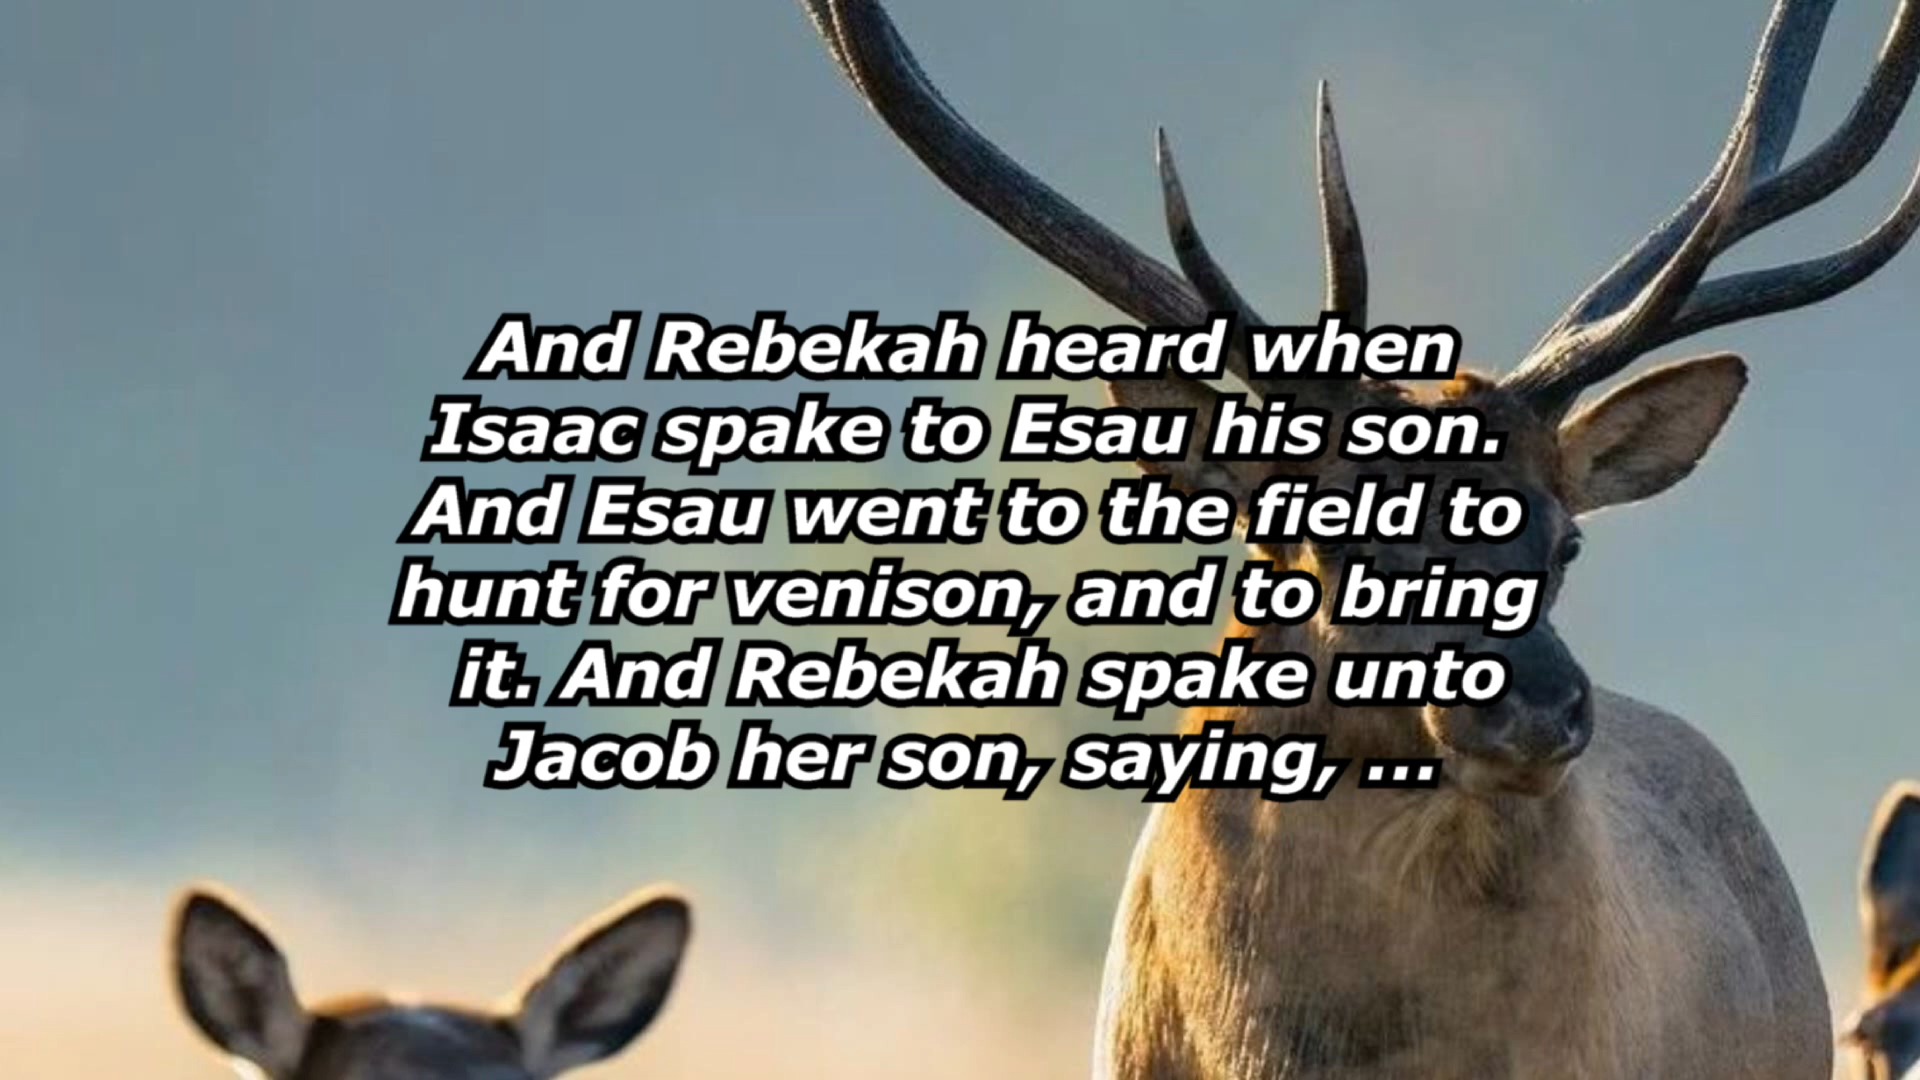 And Rebekah heard when
Isaac spake to Esau his son.
And Esau went to the field to
hunt for venison, and to bring
it. And Rebekah spake unto
Jacob her son, saying, ...